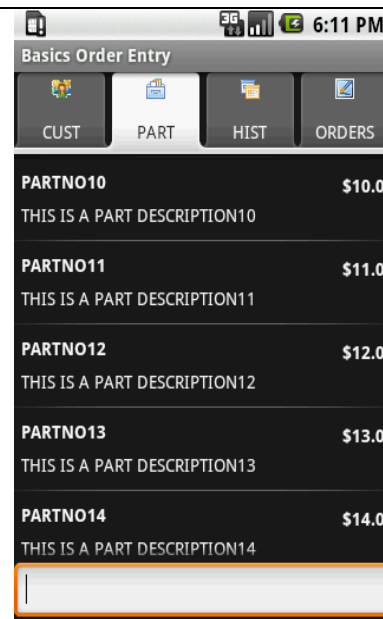 3G 6:11 PM
Basics Order Entry
CUST PART HIST ORDERS
PARTNO10 $10.0
THIS IS A PART DESCRIPTION10
PARTNO11 $11.0
THIS IS A PART DESCRIPTION11
PARTNO12 $12.0
THIS IS A PART DESCRIPTION12
PARTNO13 $13.0
THIS IS A PART DESCRIPTION13
PARTNO14 $14.0
THIS IS A PART DESCRIPTION14